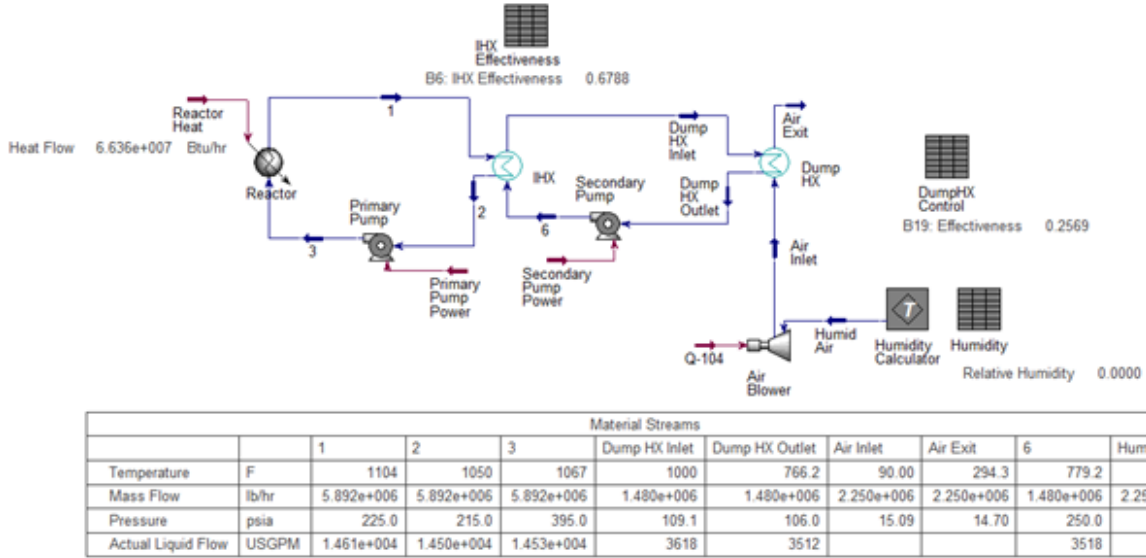 IHX
Effectiveness
B6: IHX Effectiveness 0.6788
Reactor
Heat
Heat Flow 6.636e+007 Btu/hr
Reactor
1
2
3
Primary
Pump
Primary
Pump
Power
IHX
6
Secondary
Pump
Secondary
Pump
Power
Dump
HX
Inlet
Dump
HX
Outlet
Air
Exit
Dump
HX
Air
Inlet
DumpHX
Control
B19: Effectiveness 0.2569
Q-104
Air
Blower
Humid
Air
T
Humidity
Calculator
Humidity
Relative Humidity 0.0000
Material Streams
1 2 3 Dump HX Inlet Dump HX Outlet Air Inlet Air Exit 6 Hum
Temperature F 1104 1050 1067 1000 766.2 90.00 294.3 779.2
Mass Flow lb/hr 5.892e+006 5.892e+006 5.892e+006 1.480e+006 1.480e+006 2.250e+006 2.250e+006 1.480e+006 2.25
Pressure psia 225.0 215.0 395.0 109.1 106.0 15.09 14.70 250.0
Actual Liquid Flow USGPM 1.461e+004 1.450e+004 1.453e+004 3618 3512 3518